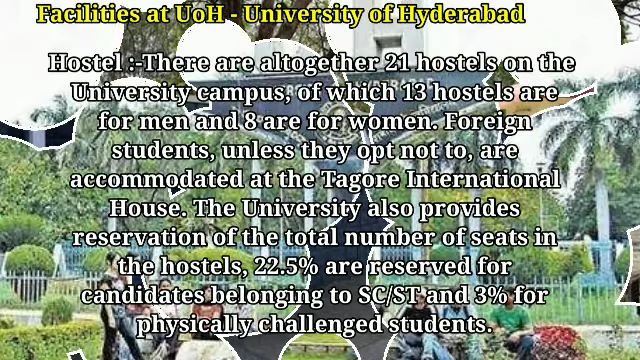 Facilities at UoH - University of Hyderabad
Hostel :-There are altogether 21 hostels on the
University campus, of which 13 hostels are
for men and 8 are for women. Foreign
students, unless they opt not to, are
accommodated at the Tagore International
House. The University also provides
reservation of the total number of seats in
the hostels, 22.5% are reserved for
candidates belonging to SC/ST and 3% for
physically challenged students.